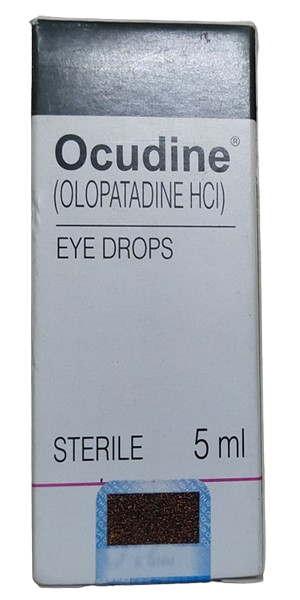 Ocudine®
(OLOPATADINE HCl)
EYE DROPS
STERILE 5 ml